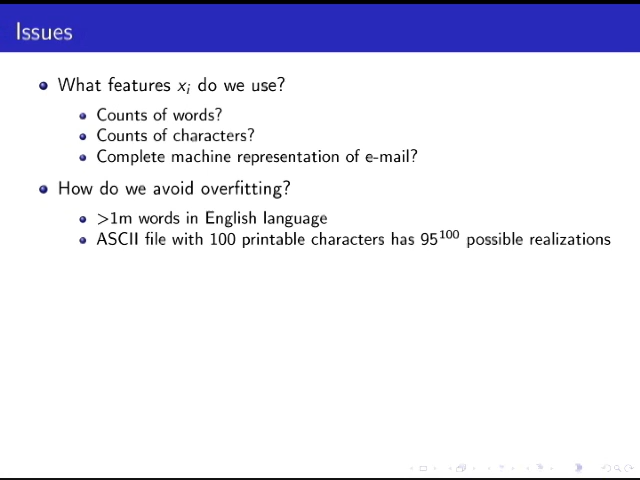 Issues
What features x_i do we use?
Counts of words?
Counts of characters?
Complete machine representation of e-mail?
How do we avoid overfitting?
>1m words in English language
ASCII file with 100 printable characters has 95^100 possible realizations